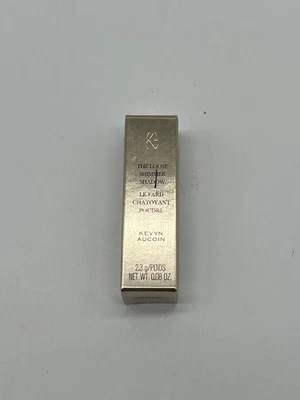 THE LOOSE
SHIMMER
SHADOW
LE FARD
CHATOYANT
POUDRE
KEVYN
AUCOIN
2.3 g/POIDS
NET WT. 0.08 OZ.